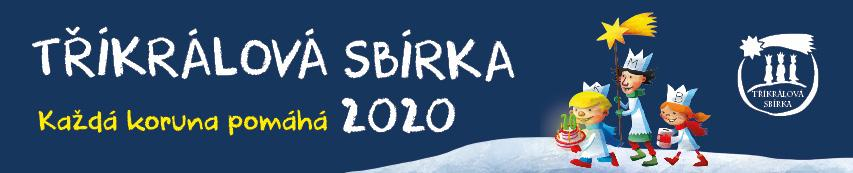 TŘÍKRÁLOVÁ SBÍRKA
Každá koruna pomáhá 2020
K M B
TŘÍKRÁLOVÁ
SBÍRKA